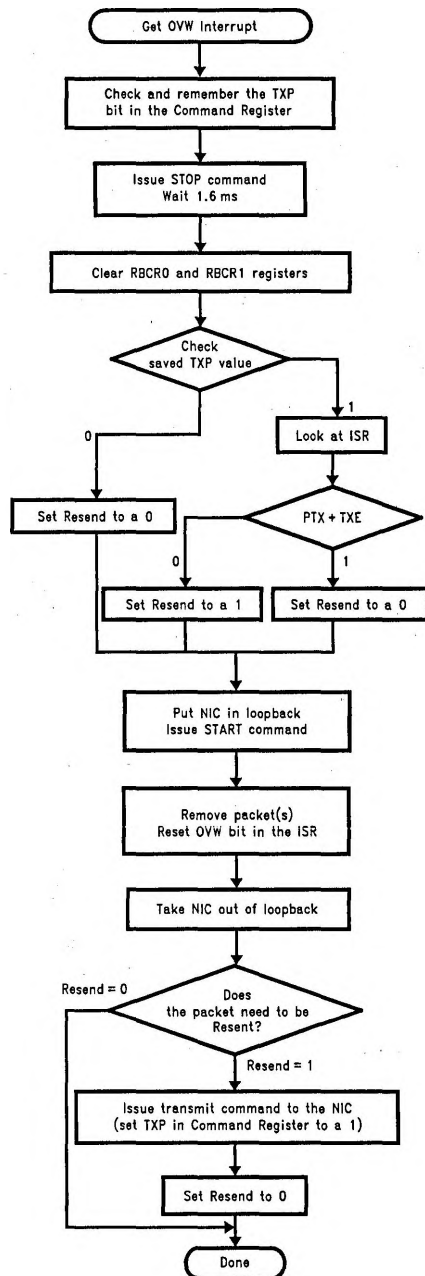 Get OVW Interrupt
Check and remember the TXP
bit in the Command Register
Issue STOP command
Wait 1.6 ms
Clear RBCR0 and RBCR1 registers
Check
saved TXP value
1
0
Look at ISR
Set Resend to a 0
PTX + TXE
0
1
Set Resend to a 1
Set Resend to a 0
Put NIC in loopback
Issue START command
Remove packet(s)
Reset OVW bit in the ISR
Take NIC out of loopback
Resend = 0
Does
the packet need to be
Resent?
Resend = 1
Issue transmit command to the NIC
(set TXP in Command Register to a 1)
Set Resend to 0
Done